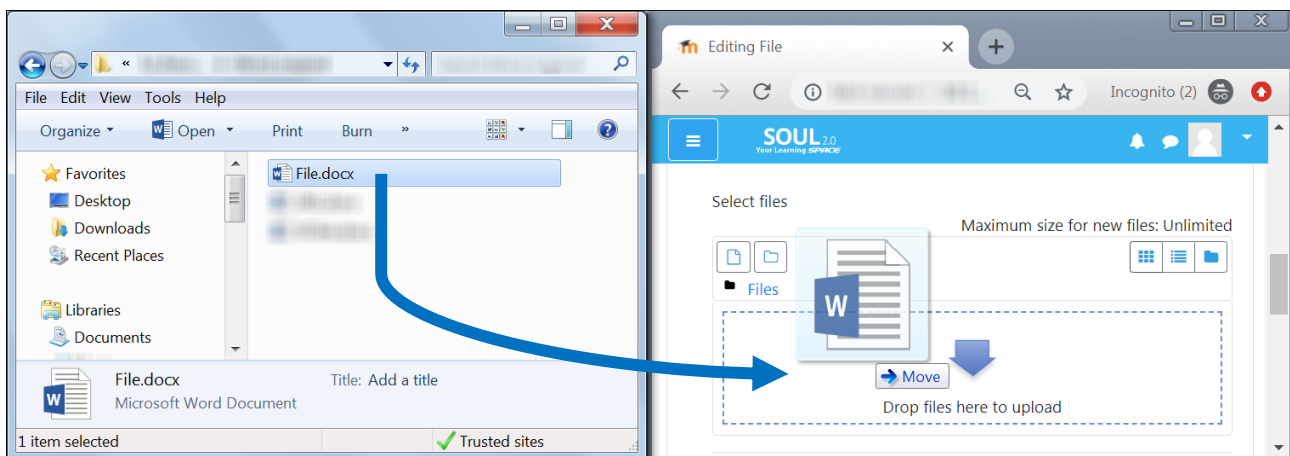 «
File Edit View Tools Help
Organize Open Print Burn »
Favorites
Desktop
Downloads
Recent Places
Libraries
Documents
File.docx
File.docx
Title: Add a title
W
Microsoft Word Document
1 item selected
Trusted sites
Editing File
Incognito (2)
SOUL 2.0
Your Learning SPACE
Select files
Maximum size for new files: Unlimited
Files
W
Move
Drop files here to upload